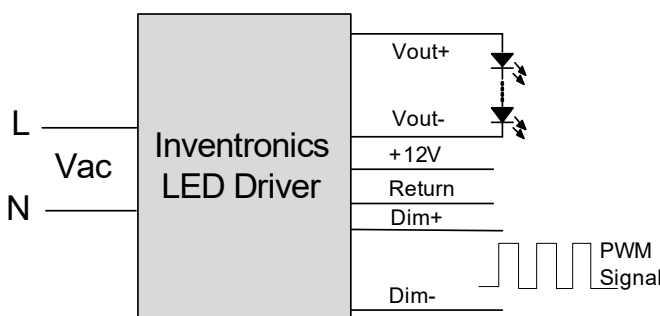 L
Vac
N
Inventronics
LED Driver
Vout+
Vout-
+12V
Return
Dim+
Dim-
PWM
Signal